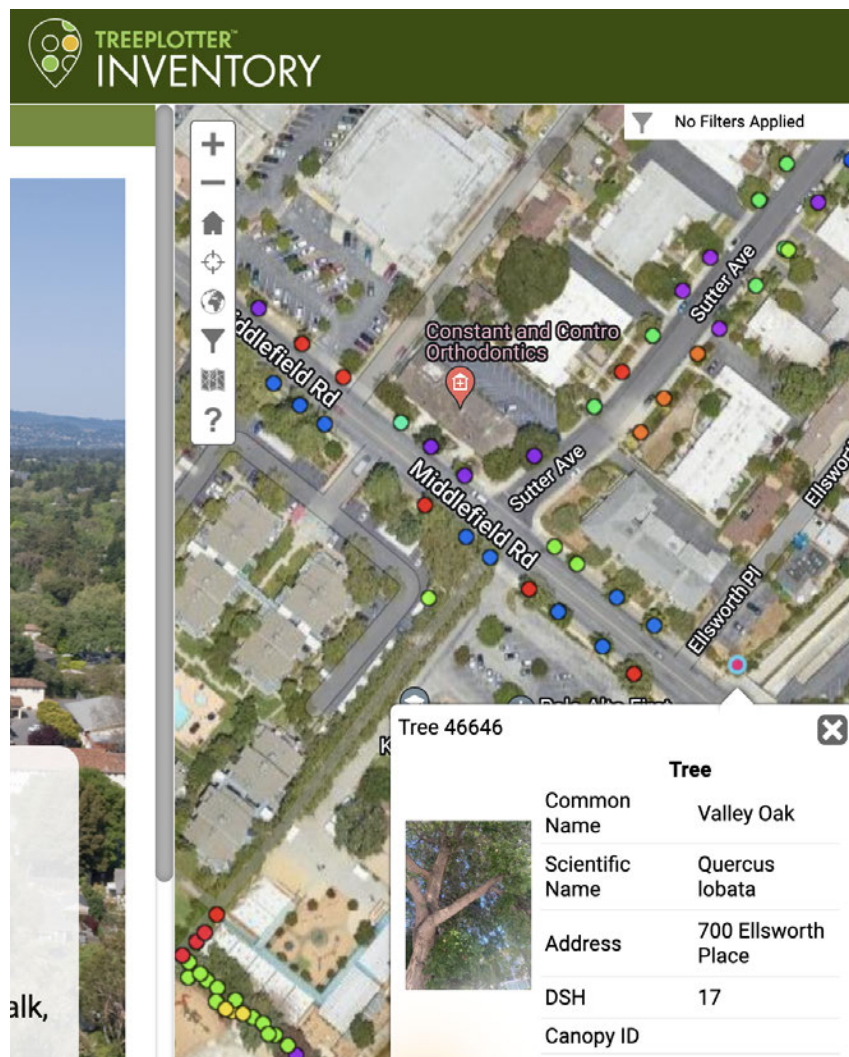 TREEPLOTTER™
INVENTORY
No Filters Applied
Sutter Ave
Constant and Contro
Orthodontics
ddlefield Rd
Middlefield Rd
Sutter Ave
Ellswort
Ellsworth Pl
?
Tree 46646
K
Tree
Common
Name
Valley Oak
Scientific
Name
Quercus
lobata
Address
700 Ellsworth
Place
DSH
17
Canopy ID
alk,